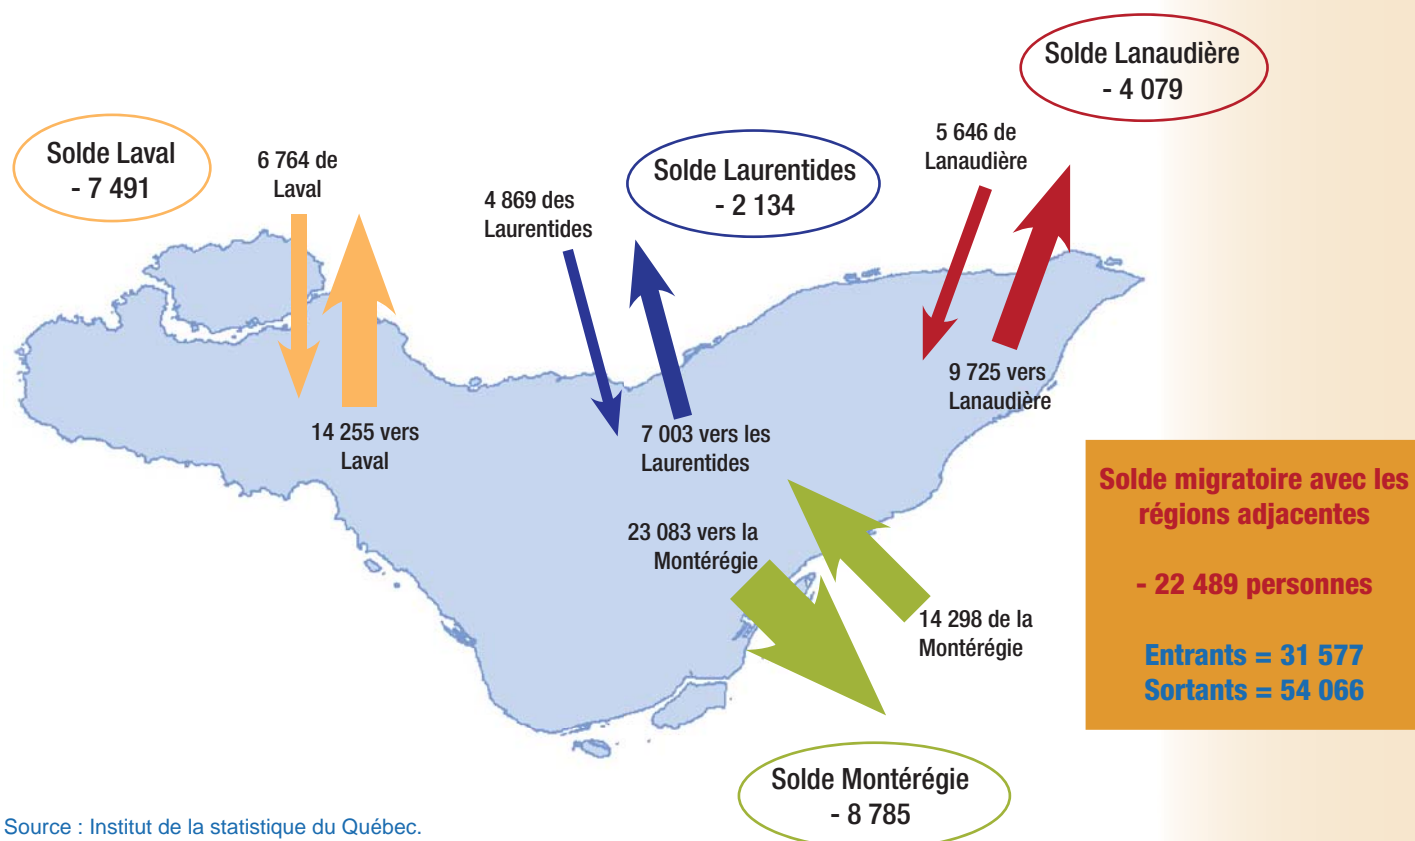 Solde Lanaudière
- 4 079
5 646 de
Lanaudière
Solde Laval
- 7 491
6 764 de
Laval
Solde Laurentides
- 2 134
4 869 des
Laurentides
9 725 vers
Lanaudière
14 255 vers
Laval
7 003 vers les
Laurentides
23 083 vers la
Montérégie
14 298 de la
Montérégie
Solde migratoire avec les
régions adjacentes
- 22 489 personnes
Entrants = 31 577
Sortants = 54 066
Solde Montérégie
- 8 785
Source : Institut de la statistique du Québec.